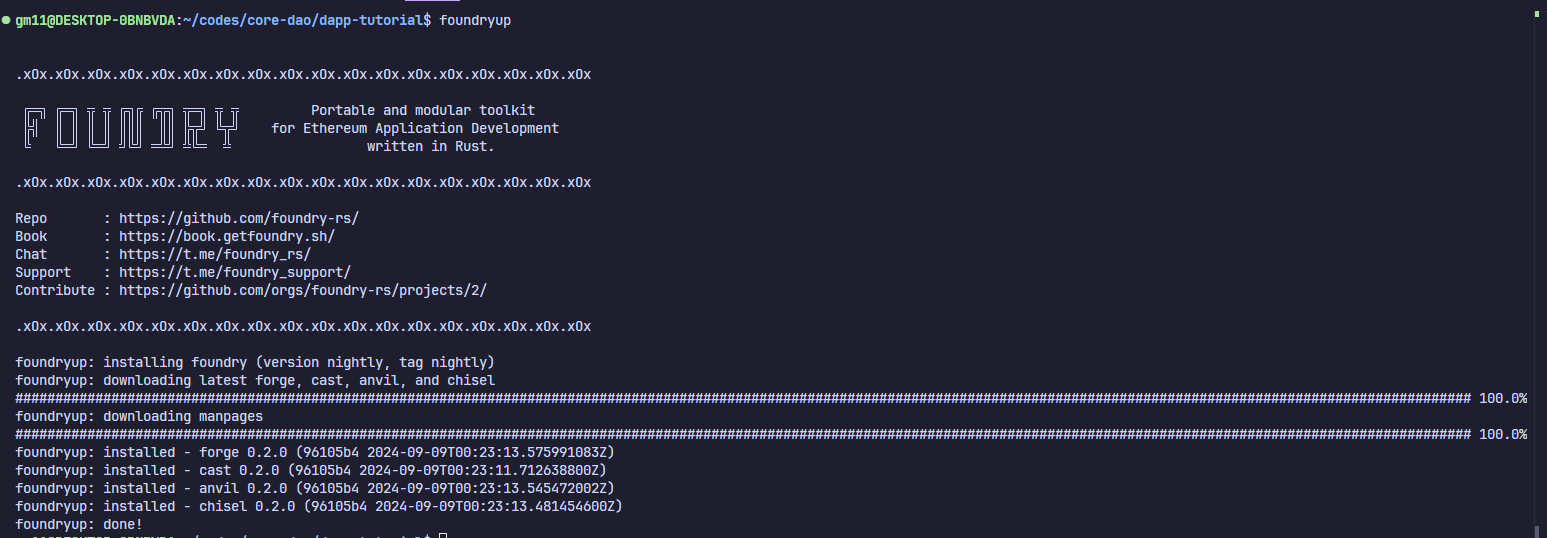 gm11@DESKTOP-0BNBVDA:~/codes/core-dao/dapp-tutorial$ foundryup
.xOx.xOx.xOx.xOx.xOx.xOx.xOx.xOx.xOx.xOx.xOx.xOx.xOx.xOx.xOx.xOx.xOx.xOx
FOUNDRY
Portable and modular toolkit
for Ethereum Application Development
written in Rust.
.xOx.xOx.xOx.xOx.xOx.xOx.xOx.xOx.xOx.xOx.xOx.xOx.xOx.xOx.xOx.xOx.xOx.xOx
Repo       : https://github.com/foundry-rs/
Book       : https://book.getfoundry.sh/
Chat       : https://t.me/foundry_rs/
Support    : https://t.me/foundry_support/
Contribute : https://github.com/orgs/foundry-rs/projects/2/
.xOx.xOx.xOx.xOx.xOx.xOx.xOx.xOx.xOx.xOx.xOx.xOx.xOx.xOx.xOx.xOx.xOx.xOx
foundryup: installing foundry (version nightly, tag nightly)
foundryup: downloading latest forge, cast, anvil, and chisel
100.0%
foundryup: downloading manpages
100.0%
foundryup: installed - forge 0.2.0 (96105b4 2024-09-09T00:23:13.575991083Z)
foundryup: installed - cast 0.2.0 (96105b4 2024-09-09T00:23:11.712638800Z)
foundryup: installed - anvil 0.2.0 (96105b4 2024-09-09T00:23:13.545472002Z)
foundryup: installed - chisel 0.2.0 (96105b4 2024-09-09T00:23:13.481454600Z)
foundryup: done!